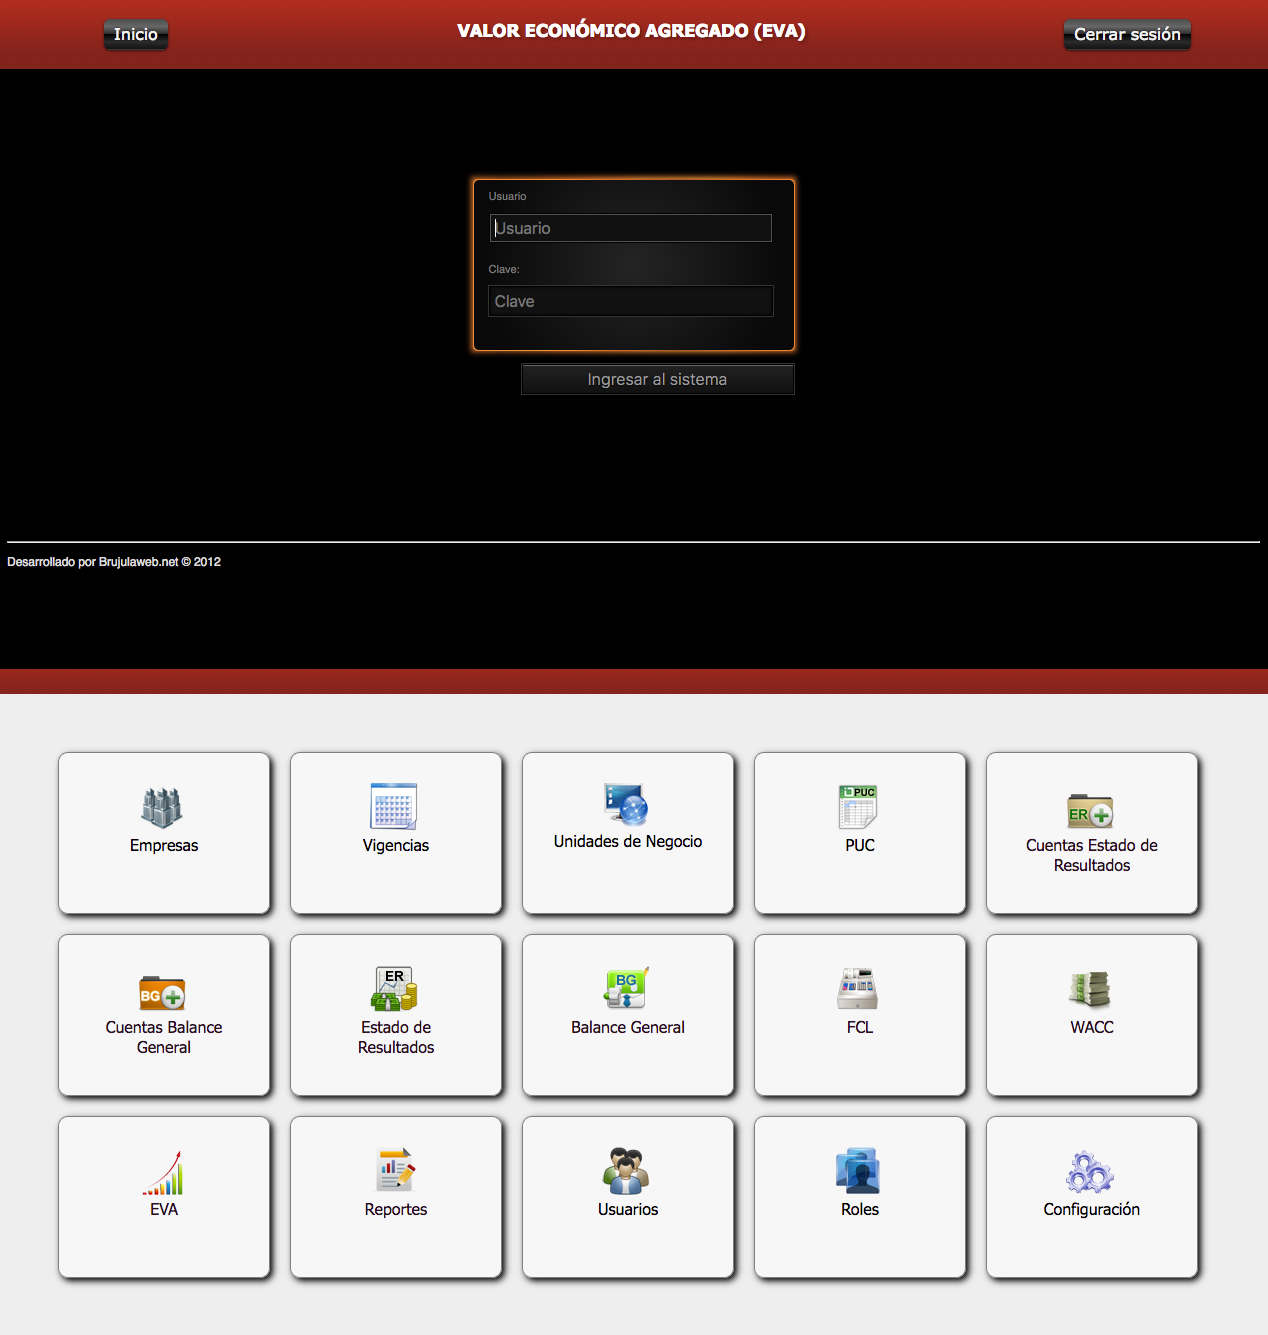 Inicio
VALOR ECONÓMICO AGREGADO (EVA)
Cerrar sesión
Usuario
Usuario
Clave:
Clave
Ingresar al sistema
Desarrollado por Brujulaweb.net © 2012
Empresas
Vigencias
Unidades de Negocio
PUC
PUC
ER
Cuentas Estado de
Resultados
BG
Cuentas Balance
General
ER
Estado de
Resultados
BG
Balance General
FCL
WACC
EVA
Reportes
Usuarios
Roles
Configuración